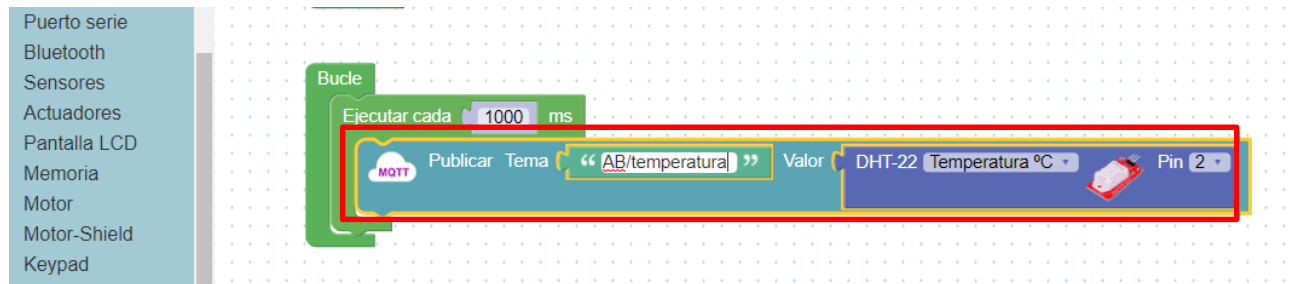 Puerto serie
Bluetooth
Sensores
Actuadores
Pantalla LCD
Memoria
Motor
Motor-Shield
Keypad
Bucle
Ejecutar cada 1000 ms
MQTT Publicar Tema “ AB/temperatura ” Valor DHT-22 Temperatura ºC Pin 2